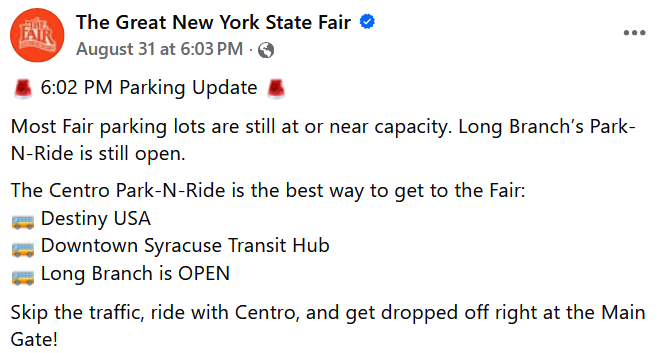 The Great New York State Fair
August 31 at 6:03 PM ·
🚨 6:02 PM Parking Update 🚨
Most Fair parking lots are still at or near capacity. Long Branch's Park-
N-Ride is still open.
The Centro Park-N-Ride is the best way to get to the Fair:
🚌 Destiny USA
🚌 Downtown Syracuse Transit Hub
🚌 Long Branch is OPEN
Skip the traffic, ride with Centro, and get dropped off right at the Main
Gate!